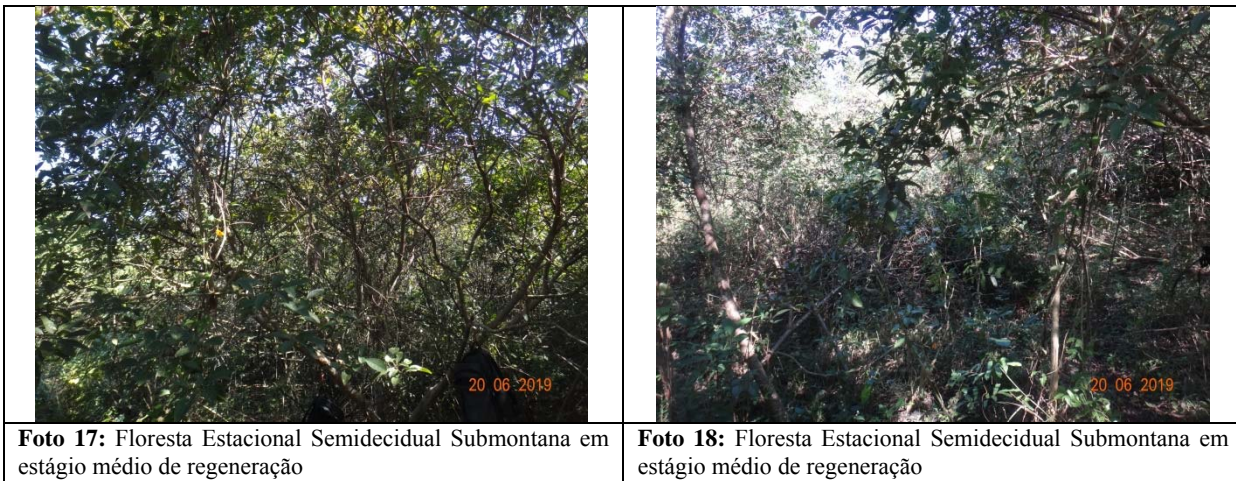 20 06 2019
20 06 2019
Foto 17: Floresta Estacional Semidecidual Submontana em
estágio médio de regeneração
Foto 18: Floresta Estacional Semidecidual Submontana em
estágio médio de regeneração